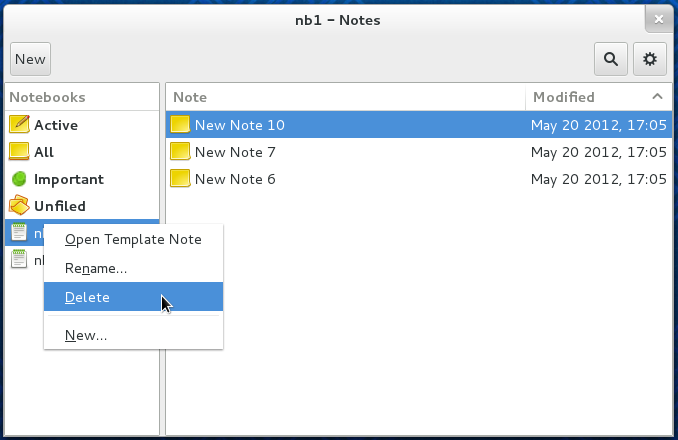 nb1 – Notes
New
Notebooks
Note Modified
Active
All
Important
Unfiled
New Note 10 May 20 2012, 17:05
New Note 7 May 20 2012, 17:05
New Note 6 May 20 2012, 17:05
Open Template Note
Rename...
Delete
New...